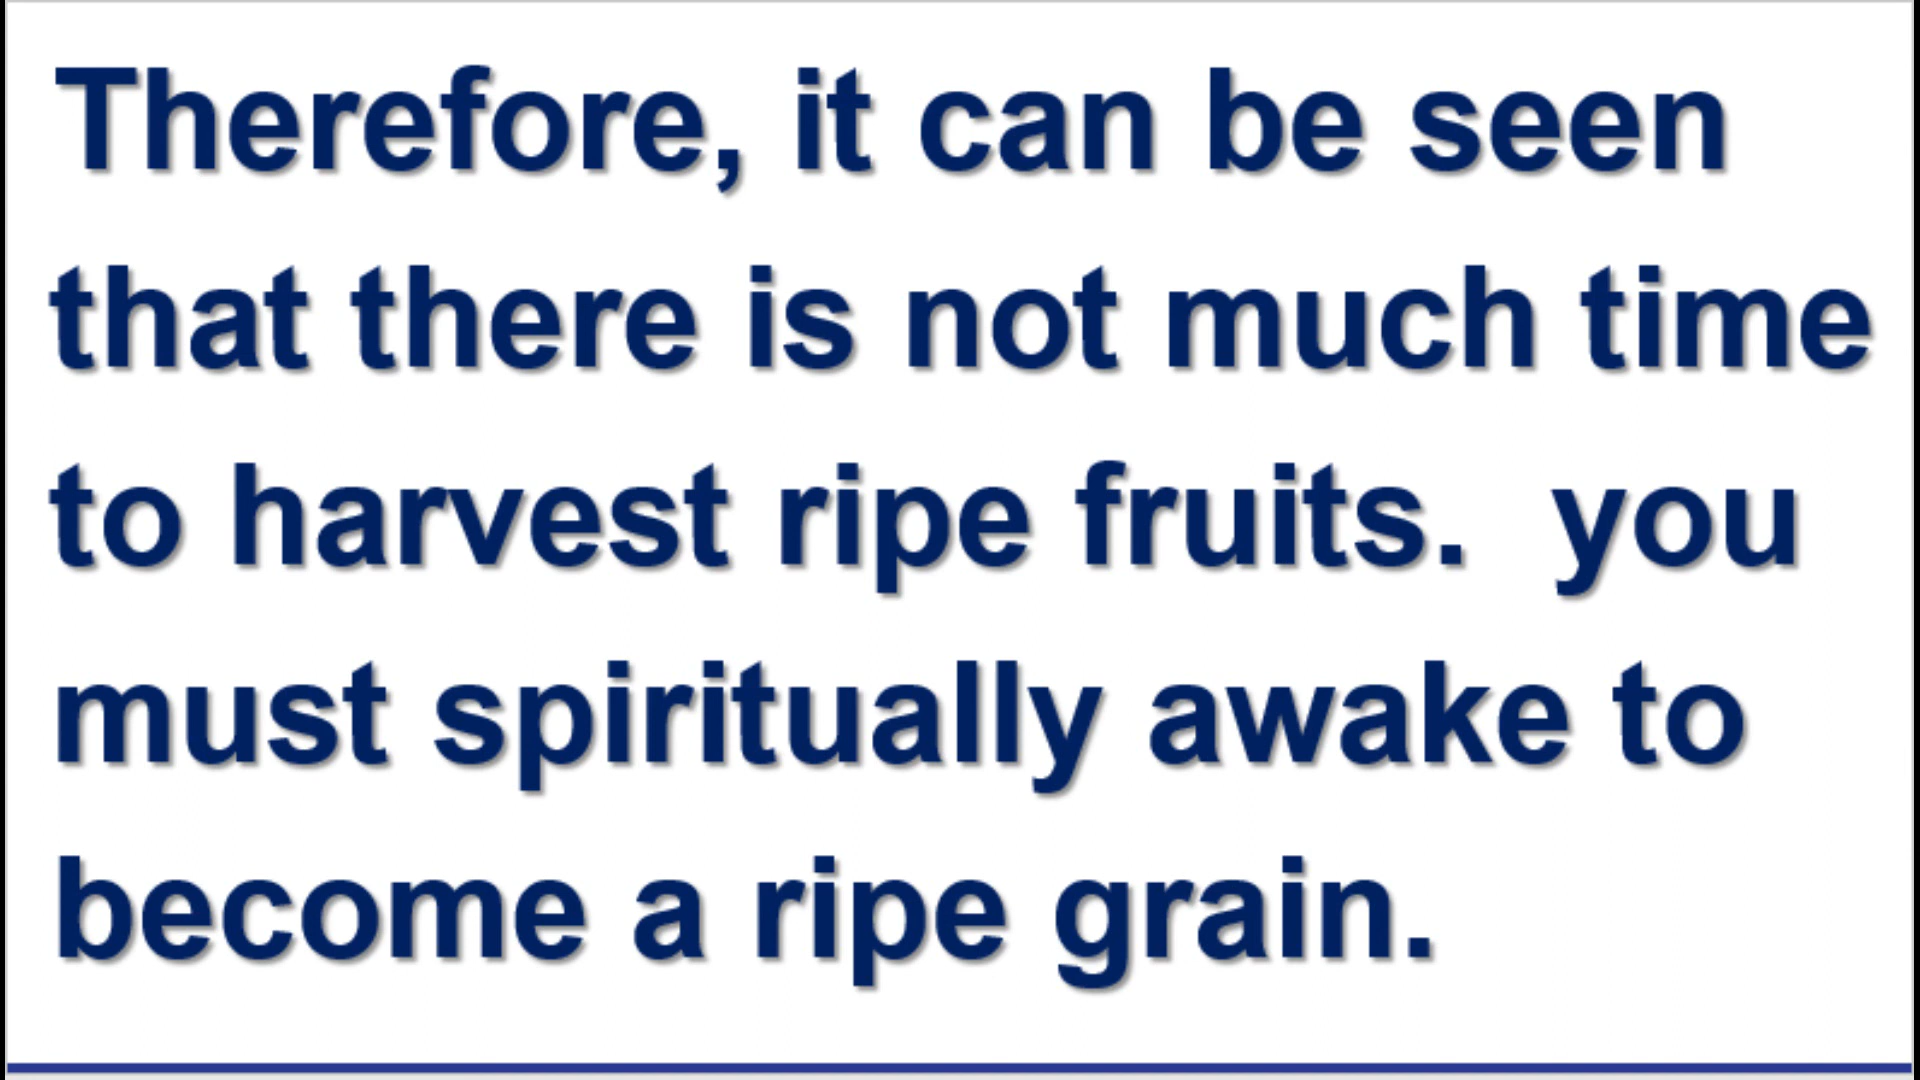 Therefore, it can be seen
that there is not much time
to harvest ripe fruits.  you
must spiritually awake to
become a ripe grain.